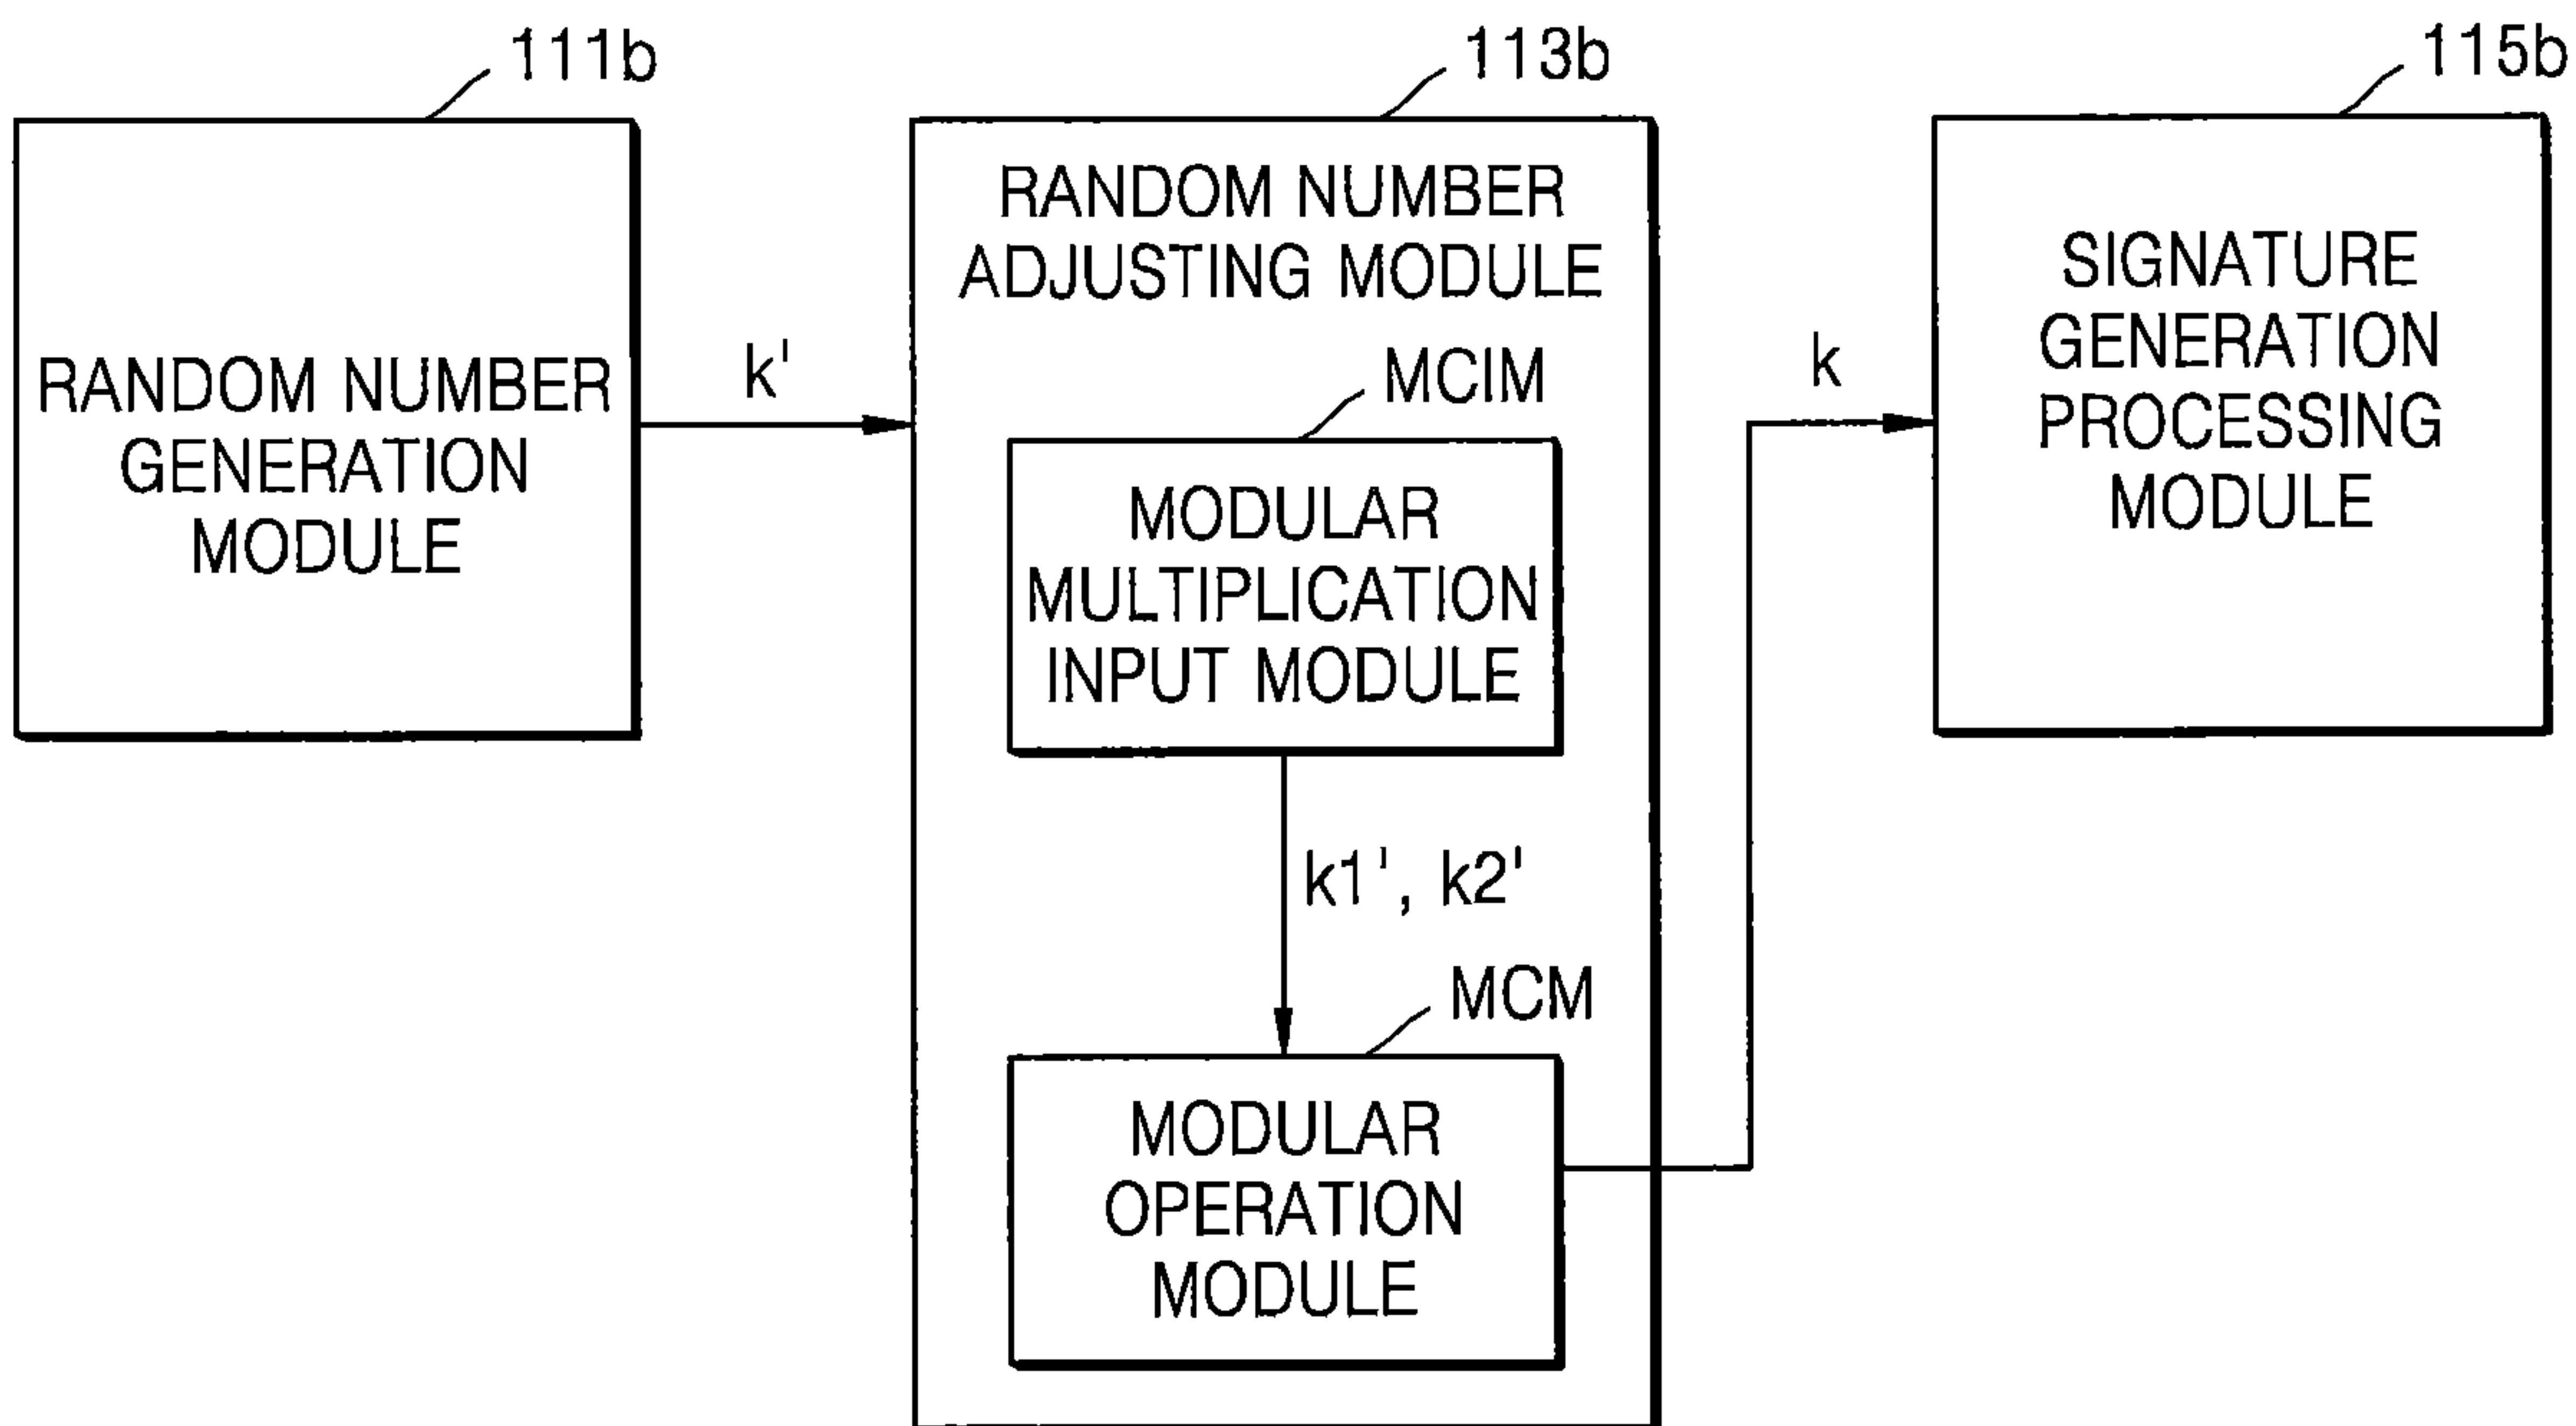 111b
RANDOM NUMBER
GENERATION
MODULE
k'
113b
RANDOM NUMBER
ADJUSTING MODULE
MCIM
MODULAR
MULTIPLICATION
INPUT MODULE
k1', k2'
MCM
MODULAR
OPERATION
MODULE
k
115b
SIGNATURE
GENERATION
PROCESSING
MODULE